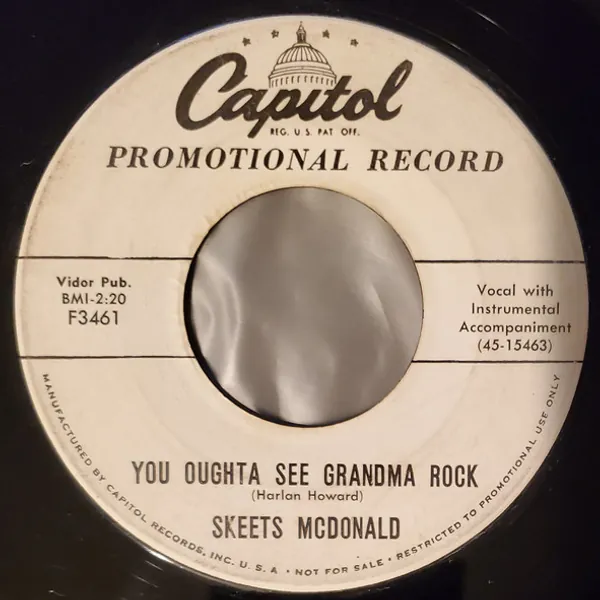 Capitol
REG. U.S. PAT. OFF.
PROMOTIONAL RECORD
Vidor Pub.
BMI-2:20
F3461
Vocal with
Instrumental
Accompaniment
(45-15463)
YOU OUGHTA SEE GRANDMA ROCK
(Harlan Howard)
SKEETS MCDONALD
MANUFACTURED BY CAPITOL RECORDS, INC. U.S.A. • NOT FOR SALE • RESTRICTED TO PROMOTIONAL USE ONLY